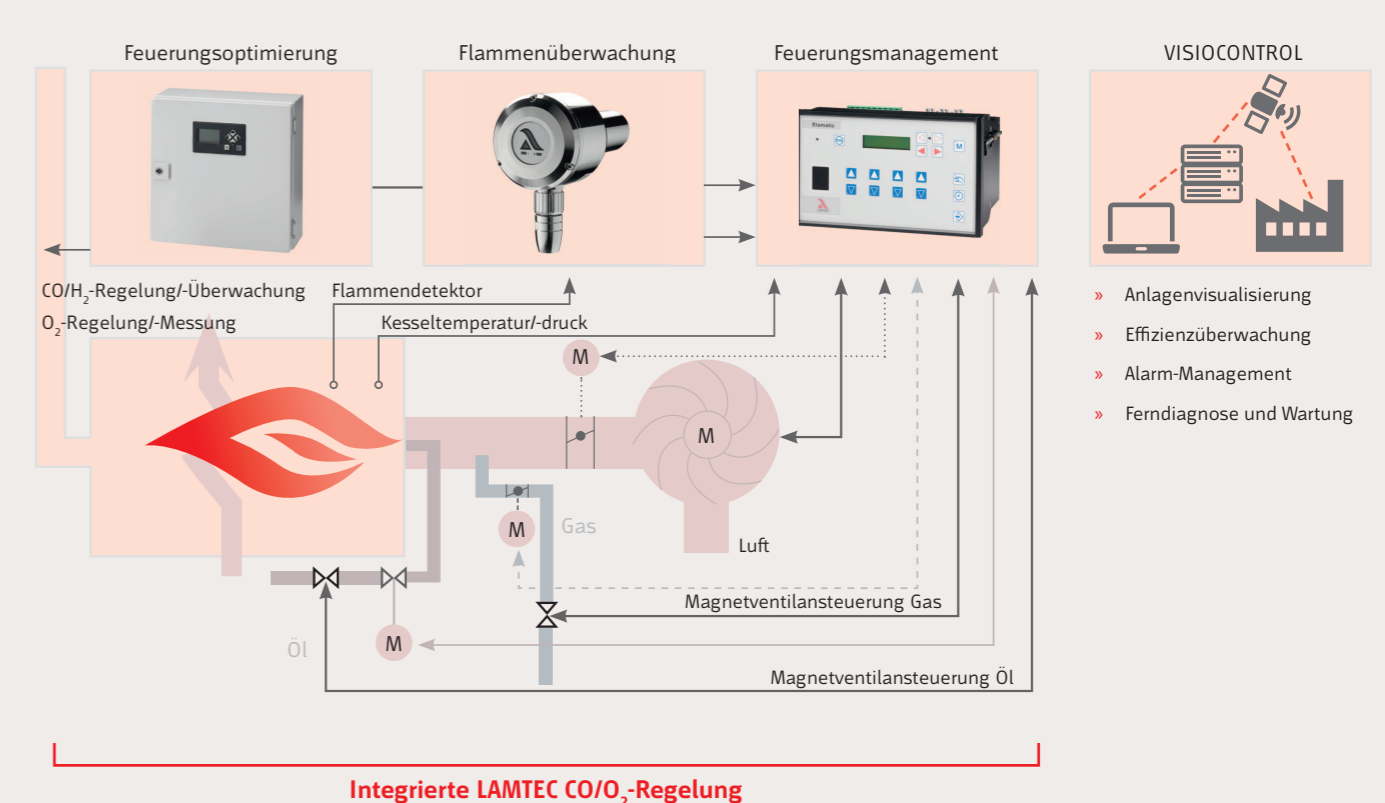 Feuerungsoptimierung
Flammenüberwachung
Feuerungsmanagement
VISIOCONTROL
Etamatic
M
CO/H₂-Regelung/-Überwachung
O₂-Regelung/-Messung
Flammendetektor
Kesseltemperatur/-druck
» Anlagenvisualisierung
» Effizienzüberwachung
» Alarm-Management
» Ferndiagnose und Wartung
M
M
M
Gas
Luft
Magnetventilansteuerung Gas
Öl
M
Magnetventilansteuerung Öl
Integrierte LAMTEC CO/O₂-Regelung